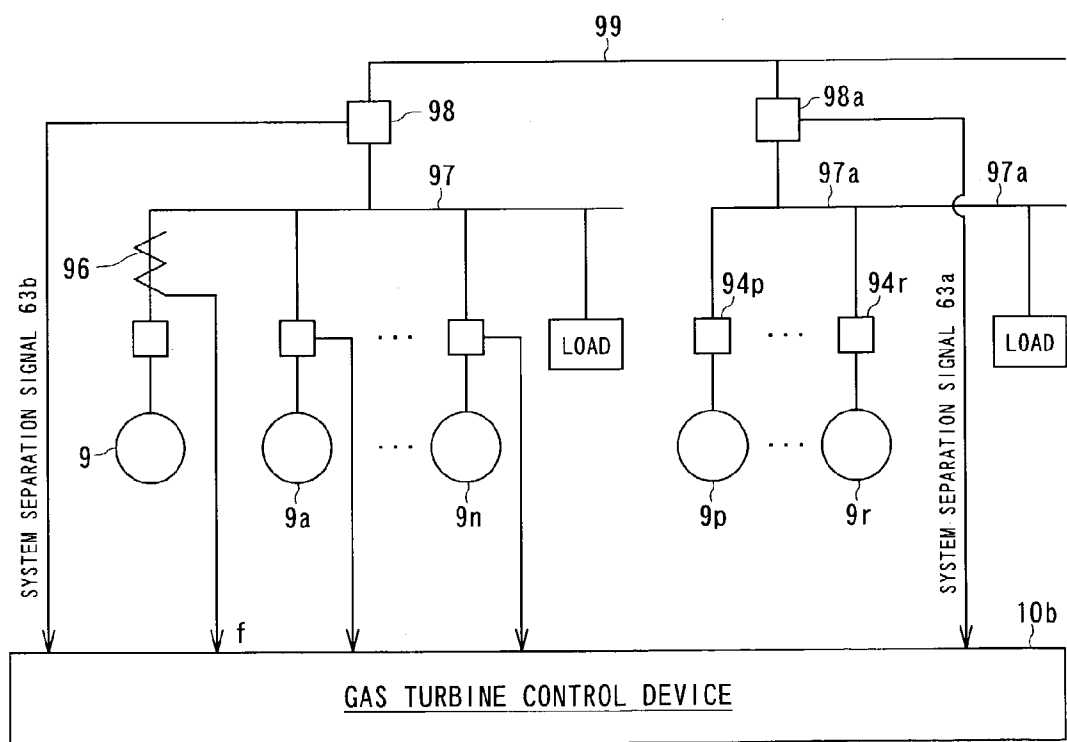 99
98
98a
97
97a
97a
96
94p
94r
SYSTEM SEPARATION SIGNAL 63b
SYSTEM SEPARATION SIGNAL 63a
...
...
LOAD
LOAD
9
...
...
9a
9n
9p
9r
f
10b
GAS TURBINE CONTROL DEVICE